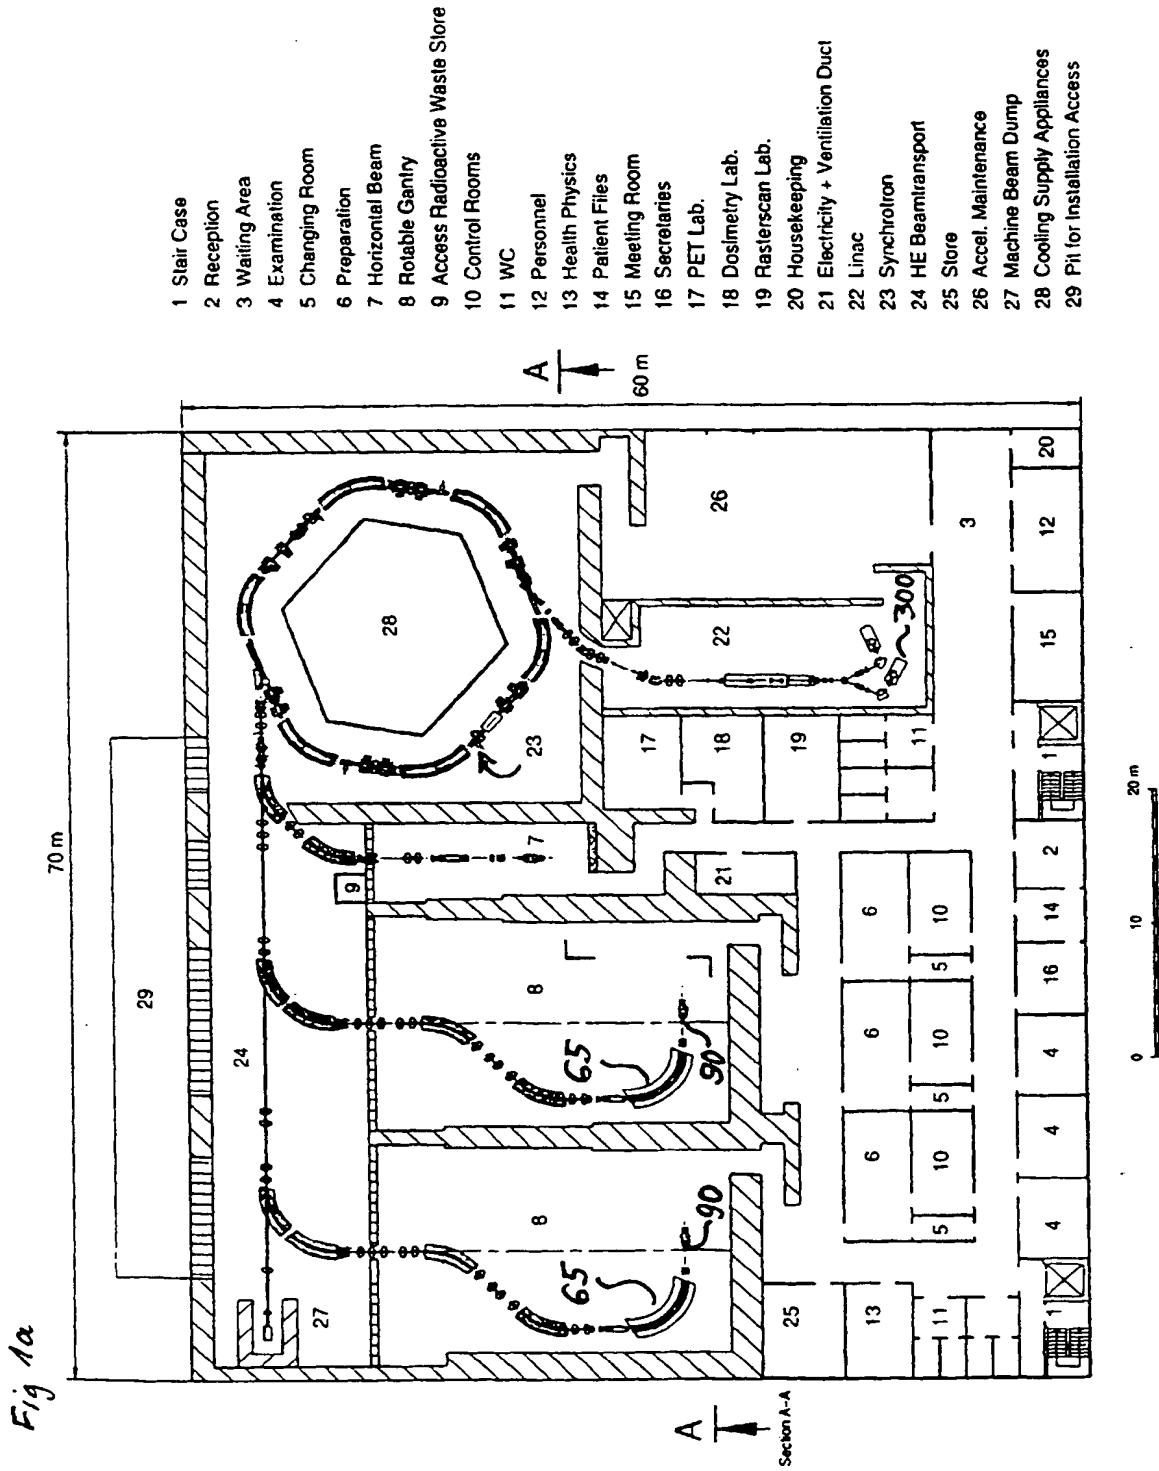 Fig 1a
70 m
29
24
27
9
7
8
8
28
23
65
65
90
90
22
300
26
17
18
19
11
21
25
13
11
6
6
6
10
10
10
5
5
5
3
1
4
4
4
16
14
2
1
15
12
20
A
60 m
A
Section A-A
0 10 20 m
1 Stair Case
2 Reception
3 Waiting Area
4 Examination
5 Changing Room
6 Preparation
7 Horizontal Beam
8 Rotable Gantry
9 Access Radioactive Waste Store
10 Control Rooms
11 WC
12 Personnel
13 Health Physics
14 Patient Files
15 Meeting Room
16 Secretaries
17 PET Lab.
18 Dosimetry Lab.
19 Rasterscan Lab.
20 Housekeeping
21 Electricity + Ventilation Duct
22 Linac
23 Synchrotron
24 HE Beamtransport
25 Store
26 Accel. Maintenance
27 Machine Beam Dump
28 Cooling Supply Appliances
29 Pit for Installation Access